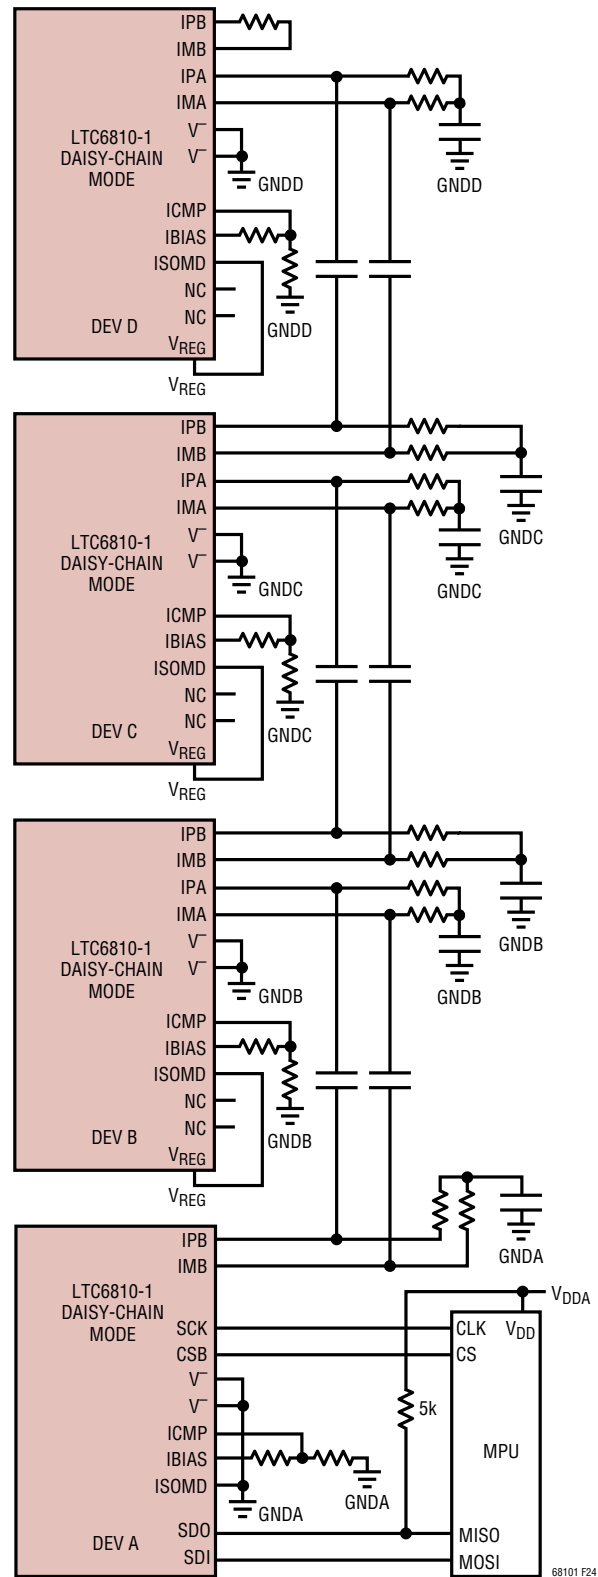 IPB
IMB
IPA
IMA
LTC6810-1
DAISY-CHAIN
MODE
V–
V–
GNDD
GNDD
ICMP
IBIAS
ISOMD
NC
NC
GNDD
DEV D
VREG
VREG
IPB
IMB
IPA
IMA
GNDC
GNDC
LTC6810-1
DAISY-CHAIN
MODE
V–
V–
GNDC
ICMP
IBIAS
ISOMD
NC
NC
GNDC
DEV C
VREG
VREG
IPB
IMB
IPA
IMA
GNDB
GNDB
LTC6810-1
DAISY-CHAIN
MODE
V–
V–
GNDB
ICMP
IBIAS
ISOMD
NC
NC
GNDB
DEV B
VREG
VREG
IPB
IMB
GNDA
LTC6810-1
DAISY-CHAIN
MODE
VDDA
SCK
CSB
CLK
VDD
CS
V–
V–
5k
ICMP
IBIAS
ISOMD
GNDA
GNDA
MPU
DEV A
SDO
SDI
MISO
MOSI
68101 F24